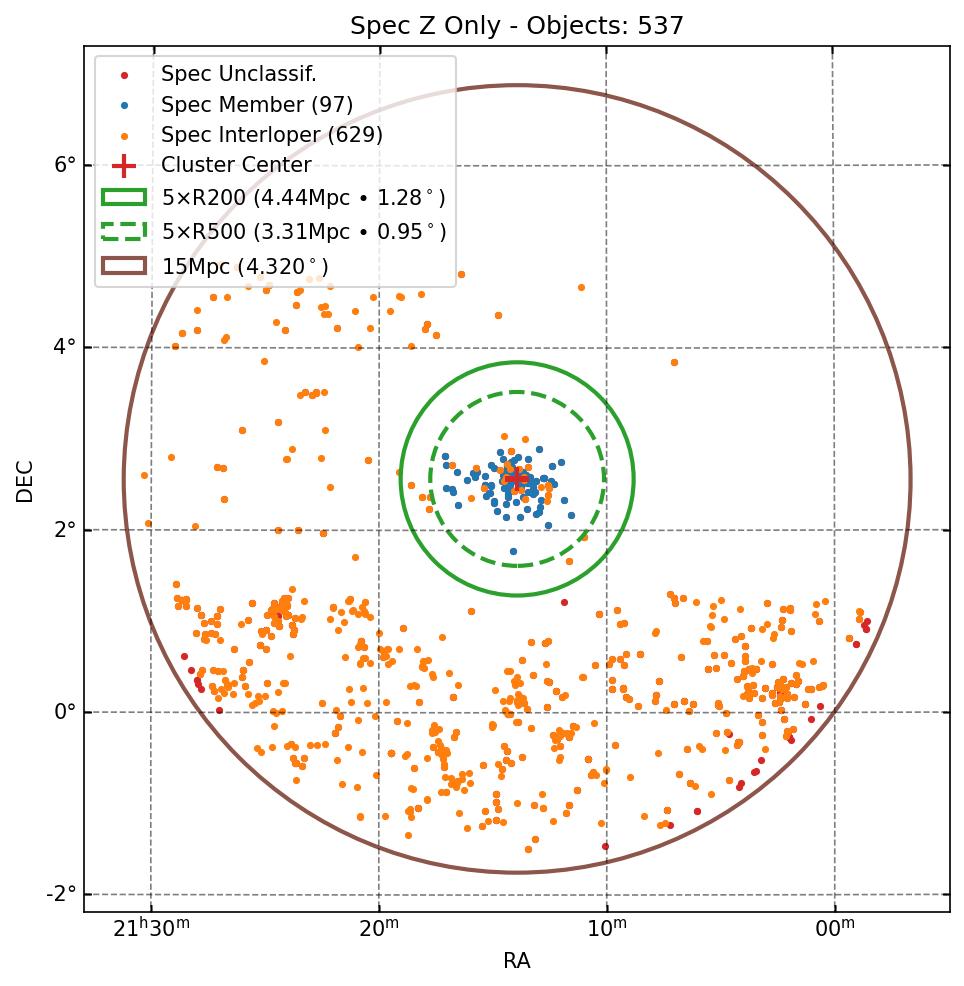 Spec Z Only - Objects: 537
Spec Unclassif.
Spec Member (97)
Spec Interloper (629)
Cluster Center
5×R200 (4.44Mpc • 1.28°)
5×R500 (3.31Mpc • 0.95°)
15Mpc (4.320°)
6°
4°
2°
0°
-2°
DEC
21ʰ30ᵐ 20ᵐ 10ᵐ 00ᵐ
RA